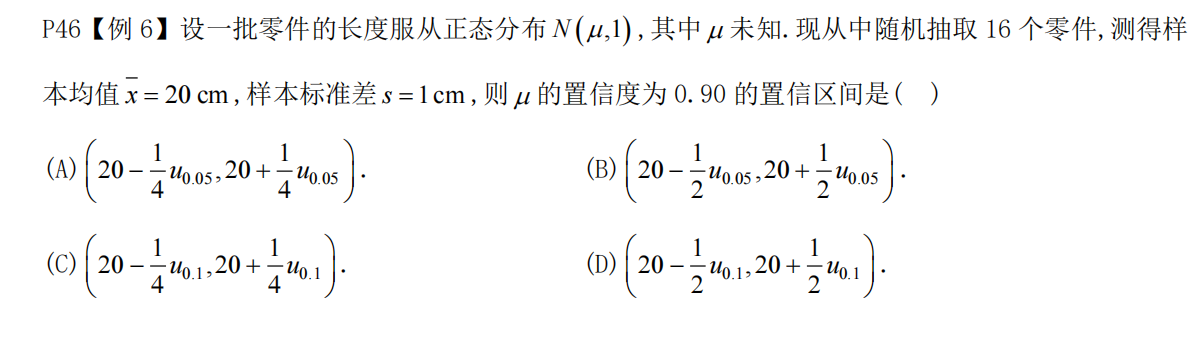 P46【例 6】设一批零件的长度服从正态分布 $N(\mu,1)$,其中 $\mu$ 未知.现从中随机抽取 16 个零件,测得样
本均值 $\overline{x}=20\text{ cm}$,样本标准差 $s=1\text{cm}$,则 $\mu$ 的置信度为 0.90 的置信区间是( )
(A) $\left(20-\frac{1}{4}u_{0.05},20+\frac{1}{4}u_{0.05}\right)$. (B) $\left(20-\frac{1}{2}u_{0.05},20+\frac{1}{2}u_{0.05}\right)$.
(C) $\left(20-\frac{1}{4}u_{0.1},20+\frac{1}{4}u_{0.1}\right)$. (D) $\left(20-\frac{1}{2}u_{0.1},20+\frac{1}{2}u_{0.1}\right)$.